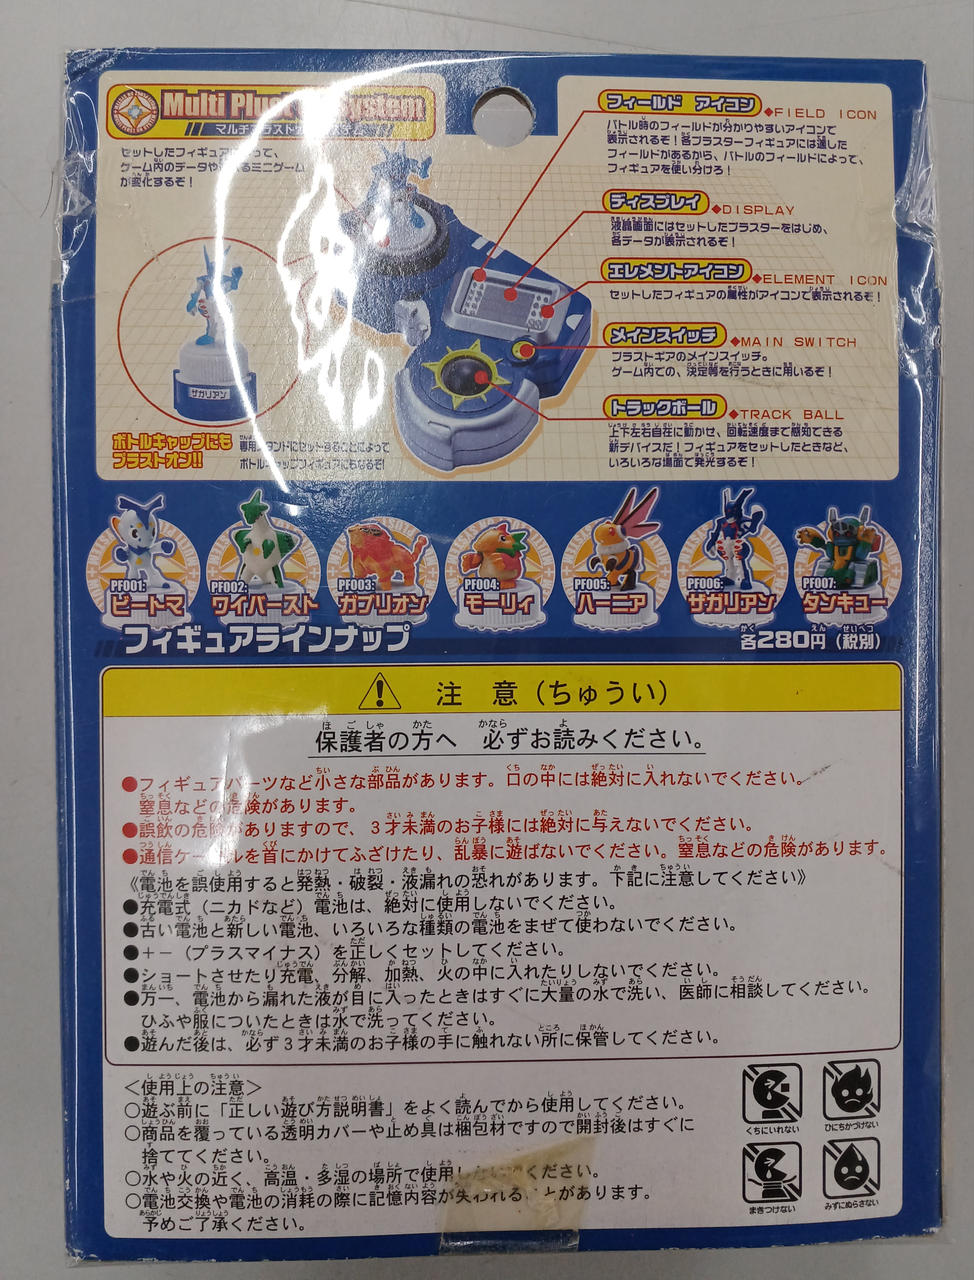 Multi Plust System
マルチプラストオンシステム
セットしたフィギュアによって、
ゲーム内のデータや ミニゲーム
が変化するぞ！
フィールド アイコン ◆FIELD ICON
バトル時のフィールドが分かりやすいアイコンで
表示されるぞ！各プラスターフィギュアには適した
フィールドがあるから、バトルのフィールドによって、
フィギュアを使い分けろ！
ディスプレイ ◆DISPLAY
液晶画面にはセットしたプラスターをはじめ、
各データが表示されるぞ！
エレメントアイコン ◆ELEMENT ICON
セットしたフィギュアの属性がアイコンで表示されるぞ！
メインスイッチ ◆MAIN SWITCH
プラストギアのメインスイッチ。
ゲーム内での、決定等を行うときに用いるぞ！
トラックボール ◆TRACK BALL
上下左右自在に動かせ、回転速度まで感知できる
新デバイスだ！フィギュアをセットしたときなど、
いろいろな場面で発光するぞ！
ザガリアン
ボトルキャップにも
プラストオン!!
専用スタンドにセットすることによって
ボトルキャップフィギュアにもなるぞ！
PF001: ビートマ
PF002: ワイバースト
PF003: ガブリオン
PF004: モーリィ
PF005: ハーニア
PF006: ザガリアン
PF007: タンキュー
フィギュアラインナップ
各280円（税別）
注 意（ちゅうい）
保護者の方へ 必ずお読みください。
●フィギュアパーツなど小さな部品があります。口の中には絶対に入れないでください。
窒息などの危険があります。
●誤飲の危険がありますので、3才未満のお子様には絶対に与えないでください。
●通信ケーブルを首にかけてふざけたり、乱暴に遊ばないでください。窒息などの危険があります。
《電池を誤使用すると発熱・破裂・液漏れの恐れがあります。下記に注意してください》
●充電式（ニカドなど）電池は、絶対に使用しないでください。
●古い電池と新しい電池、いろいろな種類の電池をまぜて使わないでください。
●＋－（プラスマイナス）を正しくセットしてください。
●ショートさせたり充電、分解、加熱、火の中に入れたりしないでください。
●万一、電池から漏れた液が目に入ったときはすぐに大量の水で洗い、医師に相談してください。
ひふや服についたときは水で洗ってください。
●遊んだ後は、必ず3才未満のお子様の手に触れない所に保管してください。
＜使用上の注意＞
○遊ぶ前に「正しい遊び方説明書」をよく読んでから使用してください。
○商品を覆っている透明カバーや止め具は梱包材ですので開封後はすぐに
捨ててください。
○水や火の近く、高温・多湿の場所で使用しないでください。
○電池交換や電池の消耗の際に記憶内容が失われることがあります。
予めご了承ください。
くちにいれない
ひにちかづけない
まきつけない
みずにぬらさない